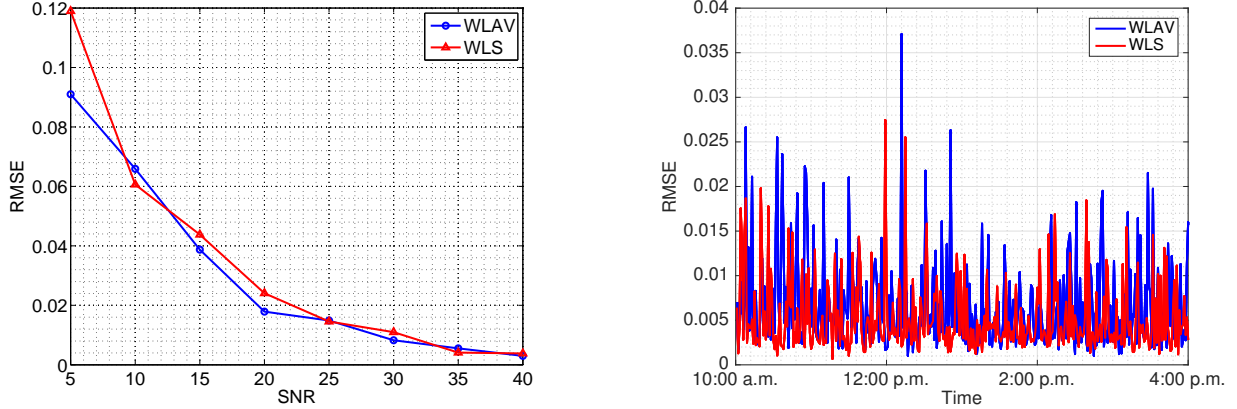 0.12
0.1
0.08
0.06
0.04
0.02
0
RMSE
5
10
15
20
25
30
35
40
SNR
WLAV
WLS
0.04
0.035
0.03
0.025
0.02
0.015
0.01
0.005
0
RMSE
10:00 a.m.
12:00 p.m.
2:00 p.m.
4:00 p.m.
Time
WLAV
WLS